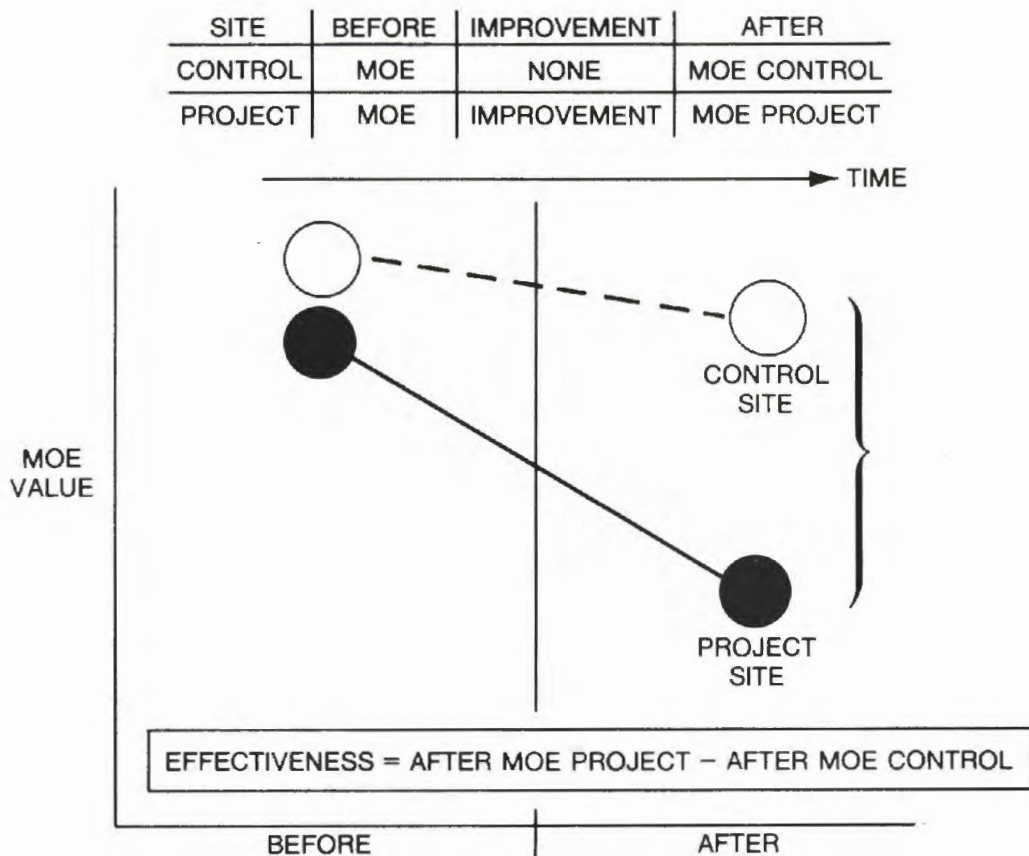 SITE BEFORE IMPROVEMENT AFTER
CONTROL MOE NONE MOE CONTROL
PROJECT MOE IMPROVEMENT MOE PROJECT
TIME
CONTROL
SITE
MOE
VALUE
PROJECT
SITE
EFFECTIVENESS = AFTER MOE PROJECT – AFTER MOE CONTROL
BEFORE AFTER